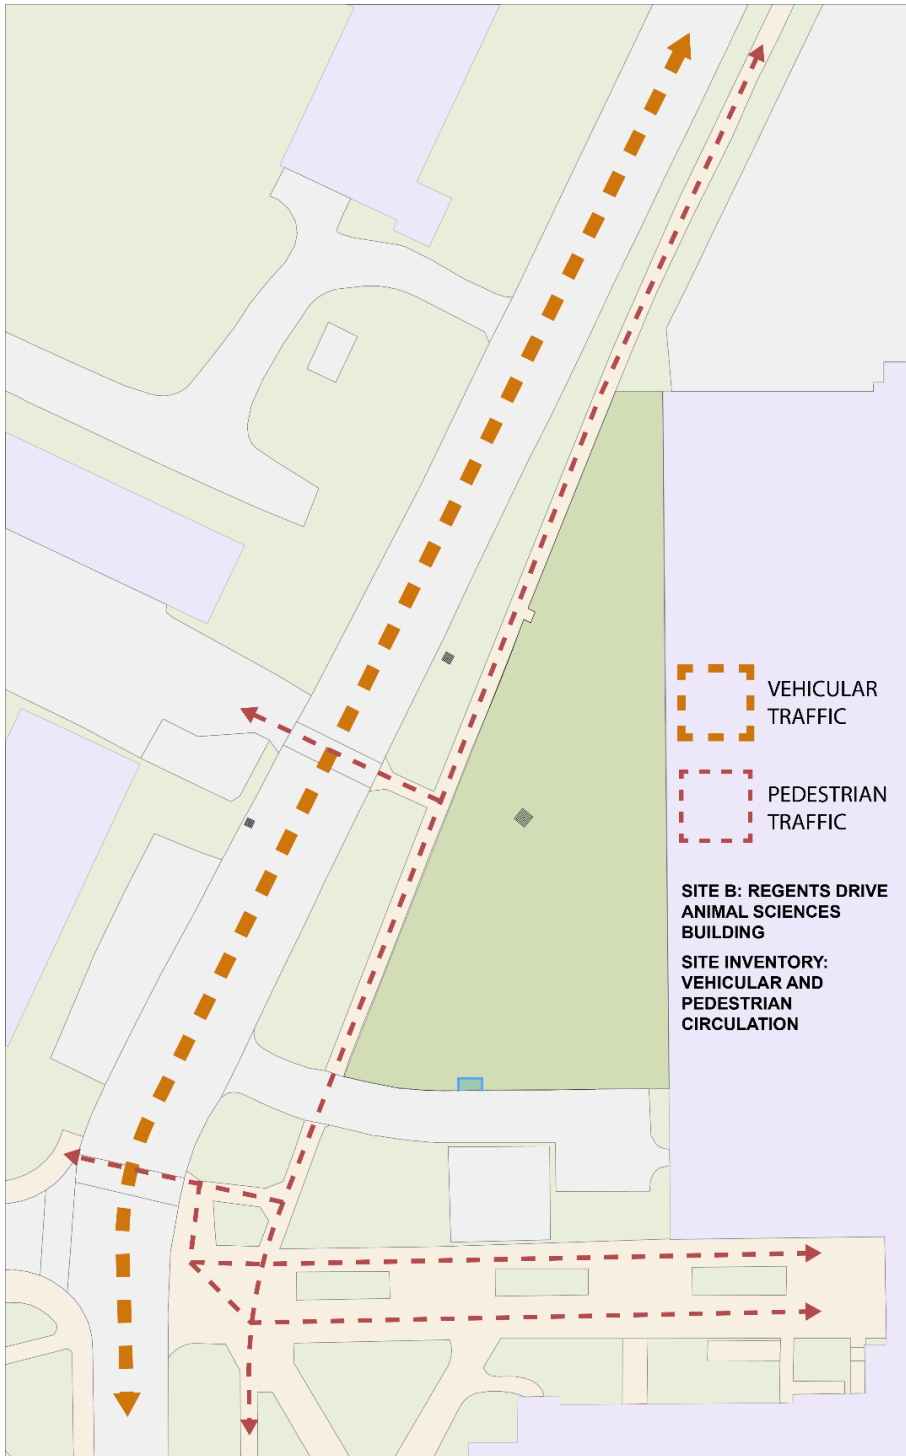 VEHICULAR
TRAFFIC
PEDESTRIAN
TRAFFIC
SITE B: REGENTS DRIVE
ANIMAL SCIENCES
BUILDING
SITE INVENTORY:
VEHICULAR AND
PEDESTRIAN
CIRCULATION